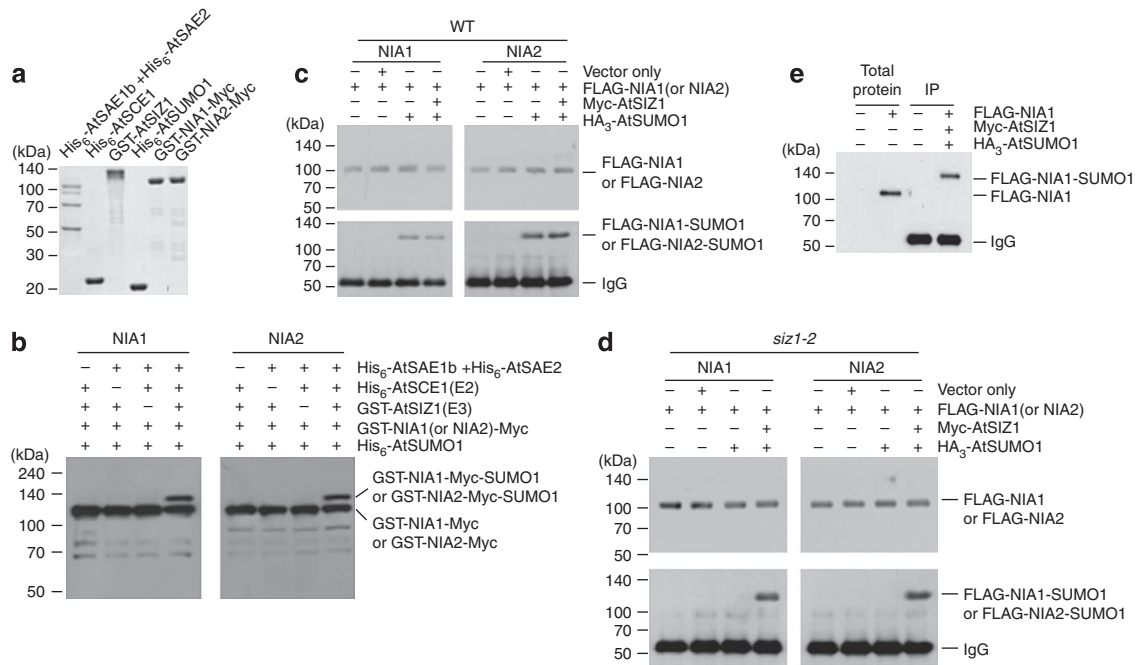 a
His6-AtSAE1b +His6-AtSAE2
His6-AtSCE1
GST-AtSIZ1
His6-AtSUMO1
GST-NIA1-Myc
GST-NIA2-Myc
(kDa)
140
100
70
50
30
20
b
NIA1
NIA2
– + + + – + + + His6-AtSAE1b +His6-AtSAE2
+ – + + + – + + His6-AtSCE1(E2)
+ + – + + + – + GST-AtSIZ1(E3)
+ + + + + + + + GST-NIA1(or NIA2)-Myc
+ + + + + + + + His6-AtSUMO1
(kDa)
240
140
100
70
50
GST-NIA1-Myc-SUMO1
or GST-NIA2-Myc-SUMO1
GST-NIA1-Myc
or GST-NIA2-Myc
c
WT
NIA1
NIA2
– + – – – + – – Vector only
+ + + + + + + + FLAG-NIA1(or NIA2)
– – – + – – – + Myc-AtSIZ1
– – + + – – + + HA3-AtSUMO1
(kDa)
140
100
70
50
FLAG-NIA1
or FLAG-NIA2
140
100
70
50
FLAG-NIA1-SUMO1
or FLAG-NIA2-SUMO1
IgG
d
siz1-2
NIA1
NIA2
– + – – – + – – Vector only
+ + + + + + + + FLAG-NIA1(or NIA2)
– – – + – – – + Myc-AtSIZ1
– – + + – – + + HA3-AtSUMO1
(kDa)
140
100
70
50
FLAG-NIA1
or FLAG-NIA2
140
100
70
50
FLAG-NIA1-SUMO1
or FLAG-NIA2-SUMO1
IgG
e
Total
protein
IP
– + – + FLAG-NIA1
– – – + Myc-AtSIZ1
– – – + HA3-AtSUMO1
(kDa)
140
100
70
50
FLAG-NIA1-SUMO1
FLAG-NIA1
IgG